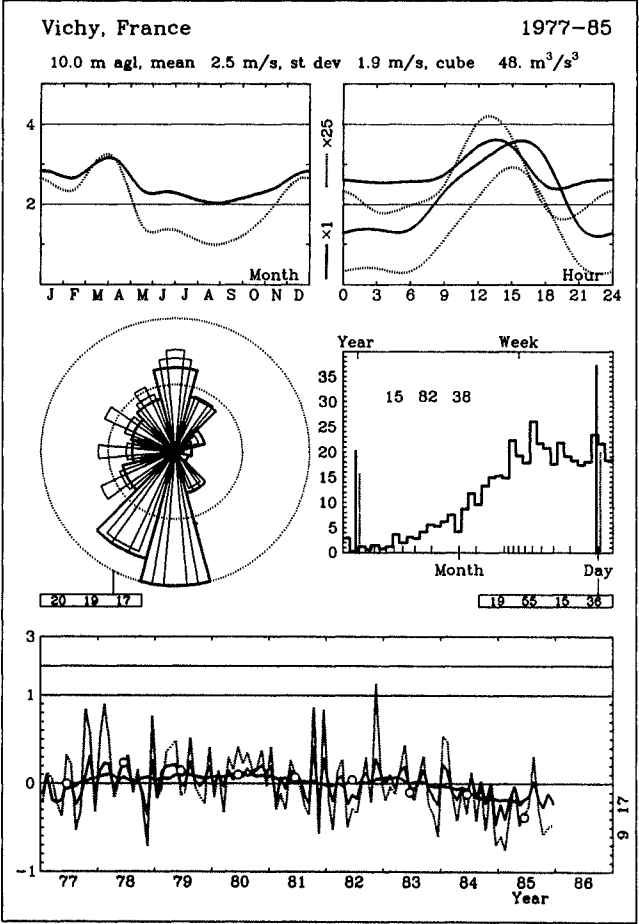 Vichy, France 1977-85
10.0 m agl, mean 2.5 m/s, st dev 1.9 m/s, cube 48. m³/s³
4
2
Month
J F M A M J J A S O N D
×1 ×25
Hour
0 3 6 9 12 15 18 21 24
20 19 17
Year Week
35
30
25
20
15
10
5
0
15 82 38
Month Day
19 55 15 36
3
1
0
-1
77 78 79 80 81 82 83 84 85 86
Year
9 17